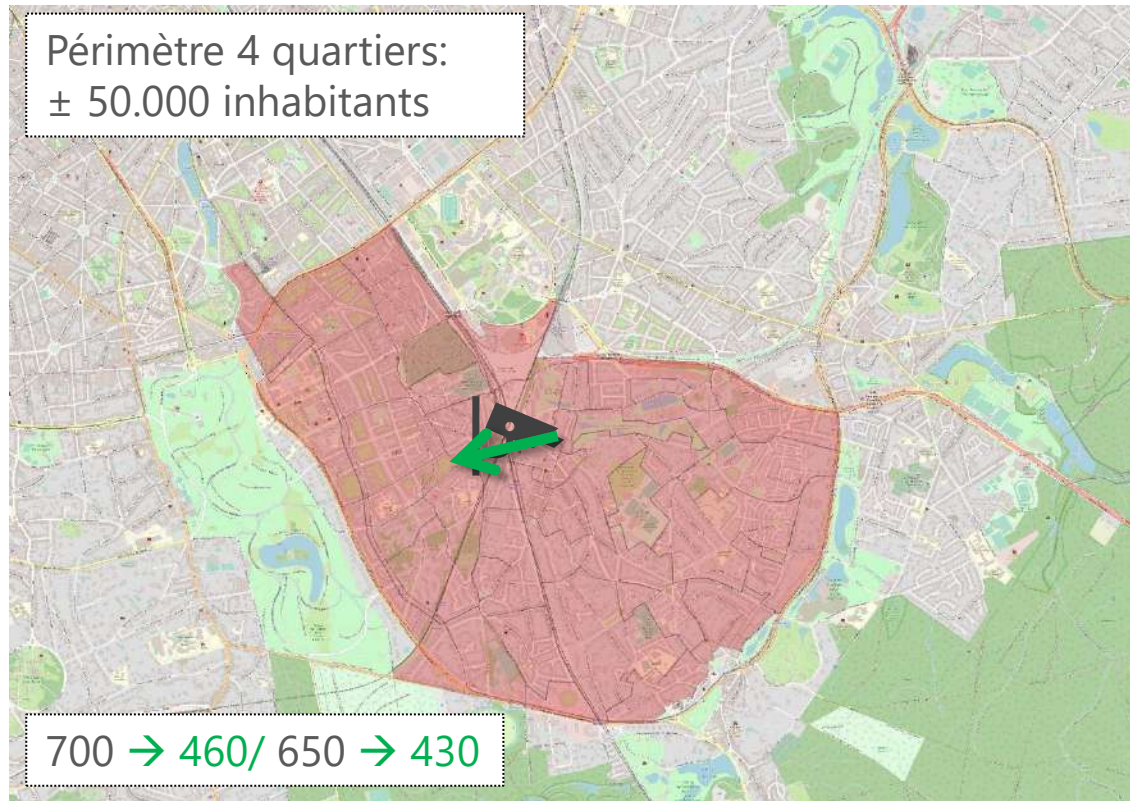 Périmètre 4 quartiers:
± 50.000 inhabitants
700 → 460/ 650 → 430